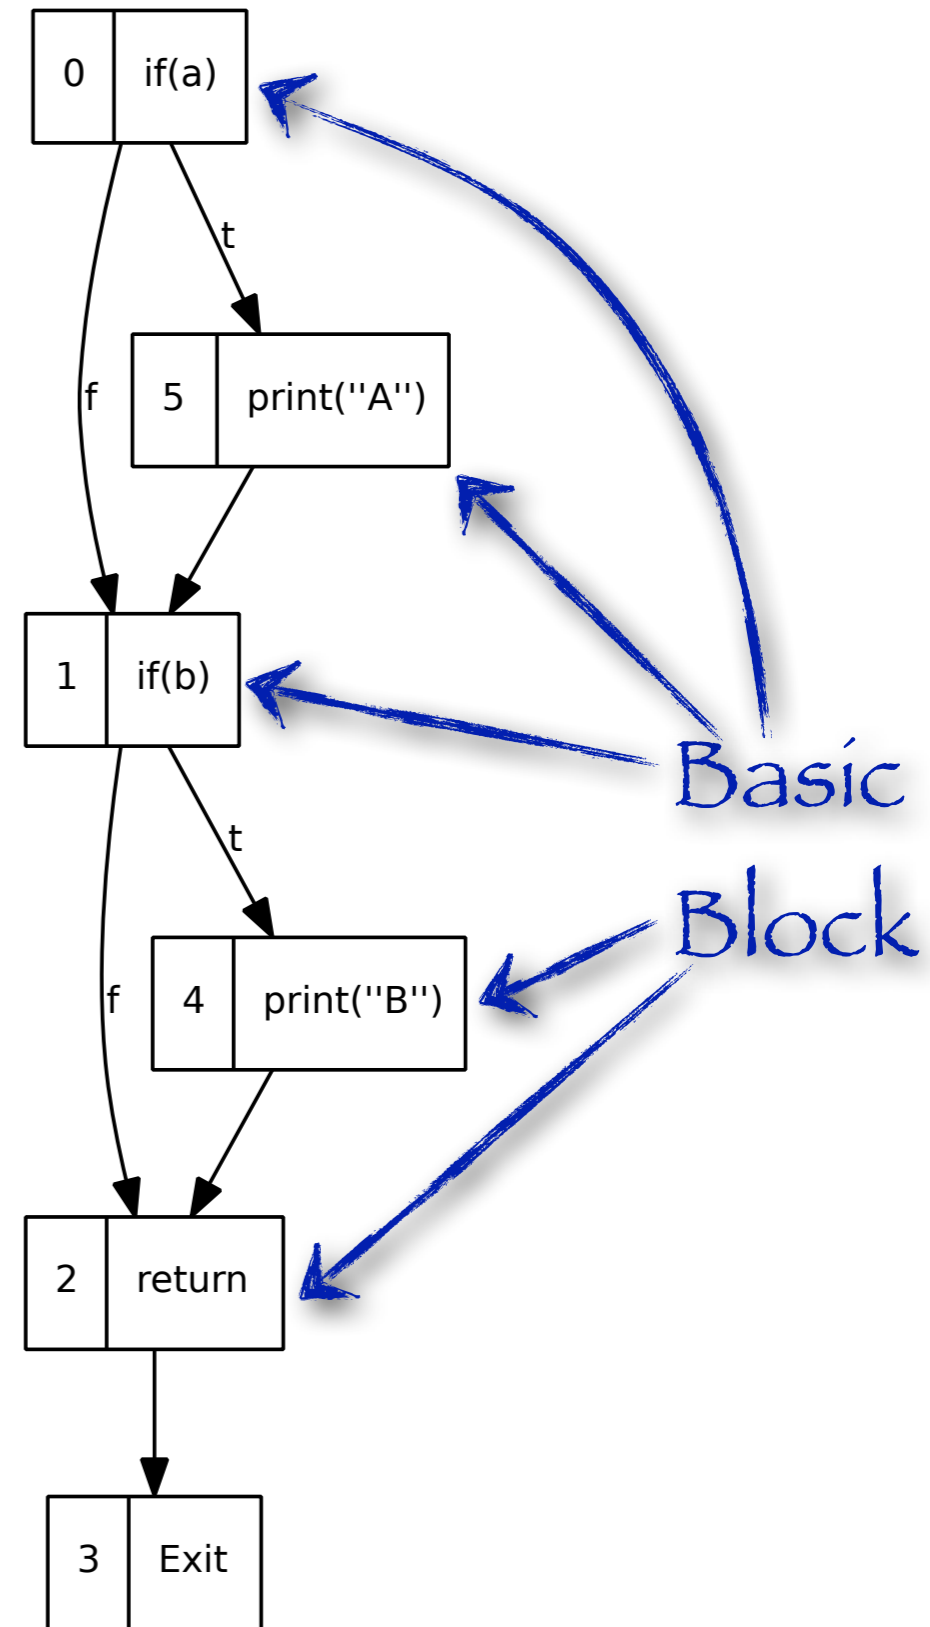 0 if(a)
t
f
5 print(''A'')
1 if(b)
Basic
t
Block
f
4 print(''B'')
2 return
3 Exit